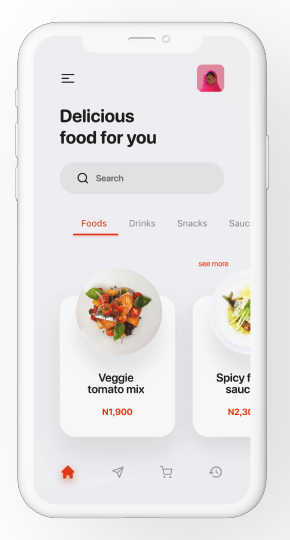 Delicious
food for you
Search
Foods Drinks Snacks Sauc
see more
Veggie
tomato mix
N1,900
Spicy f
sauc
N2,30